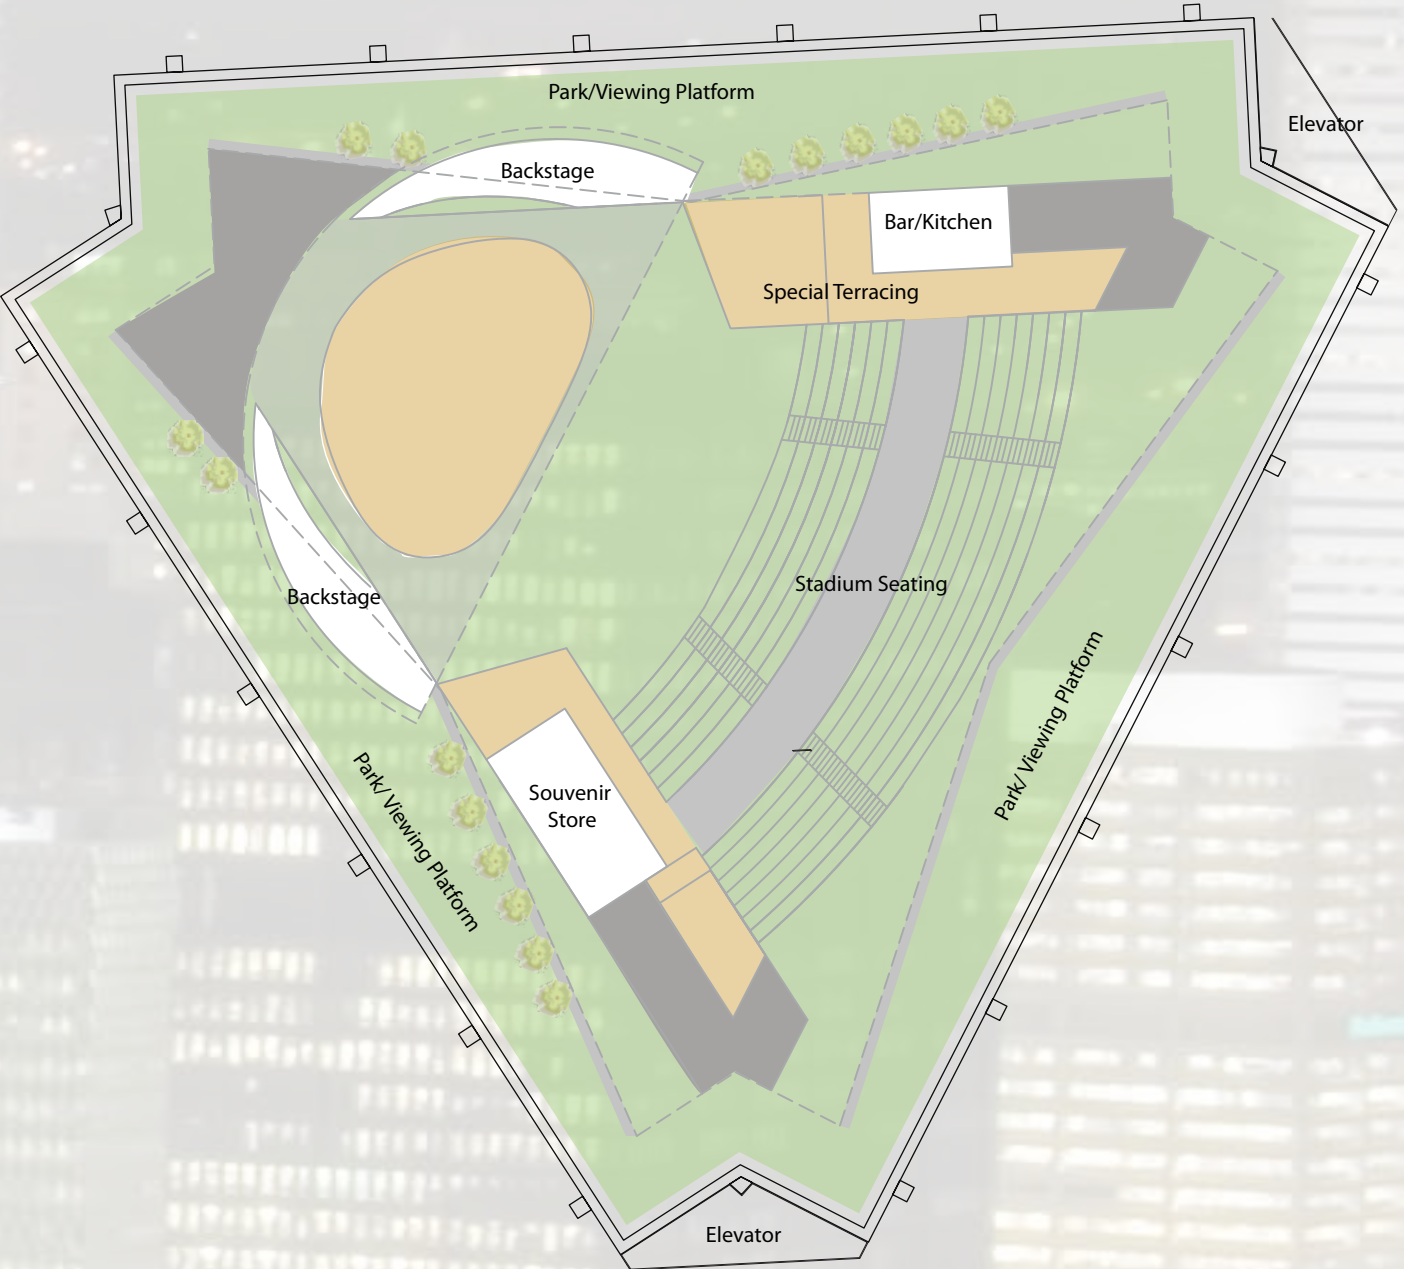 Park/Viewing Platform
Elevator
Backstage
Bar/Kitchen
Special Terracing
Stadium Seating
Backstage
Park/ Viewing Platform
Souvenir
Store
Park/ Viewing Platform
Elevator